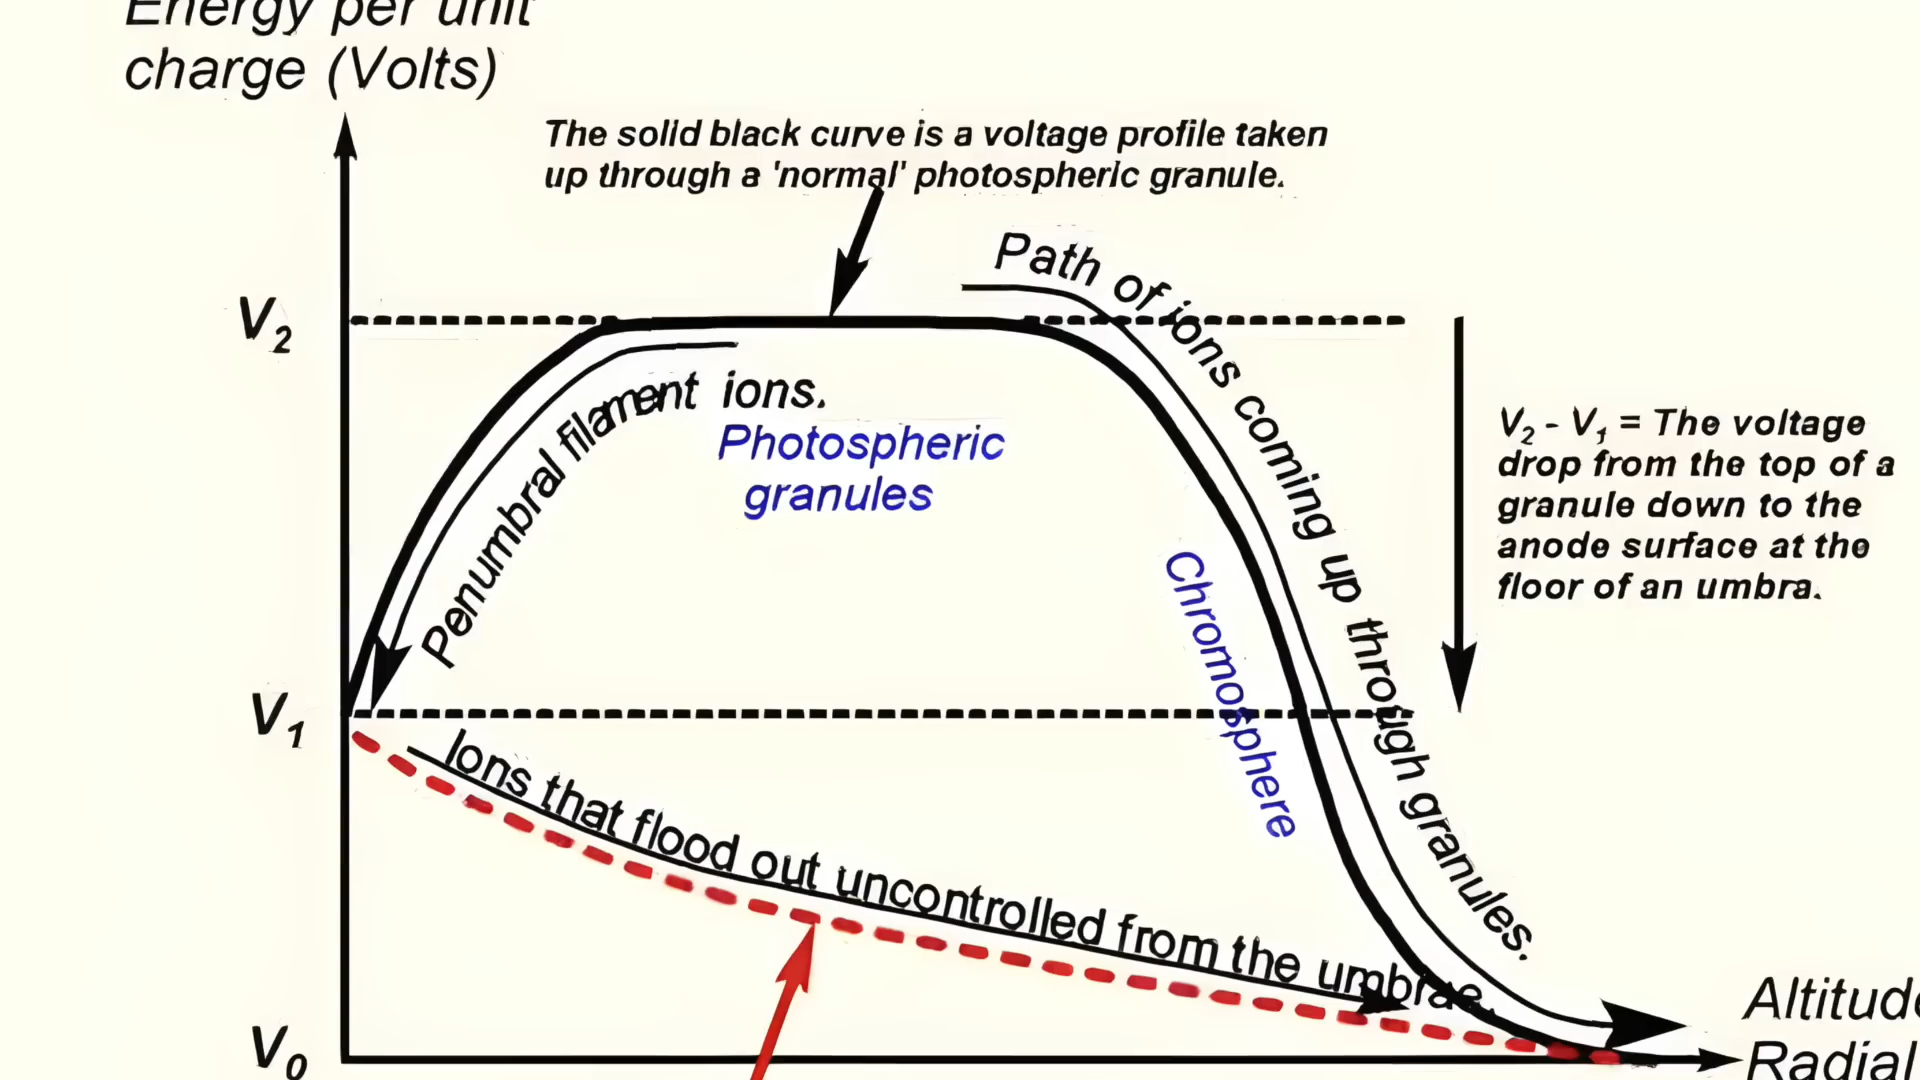 Energy per unit
charge (Volts)
The solid black curve is a voltage profile taken
up through a 'normal' photospheric granule.
Path of ions coming up through granules.
V2
Penumbral filament ions.
Photospheric
granules
V2 - V1 = The voltage
drop from the top of a
granule down to the
anode surface at the
floor of an umbra.
Chromosphere
V1
Ions that flood out uncontrolled from the umbrae.
V0
Altitude
Radial